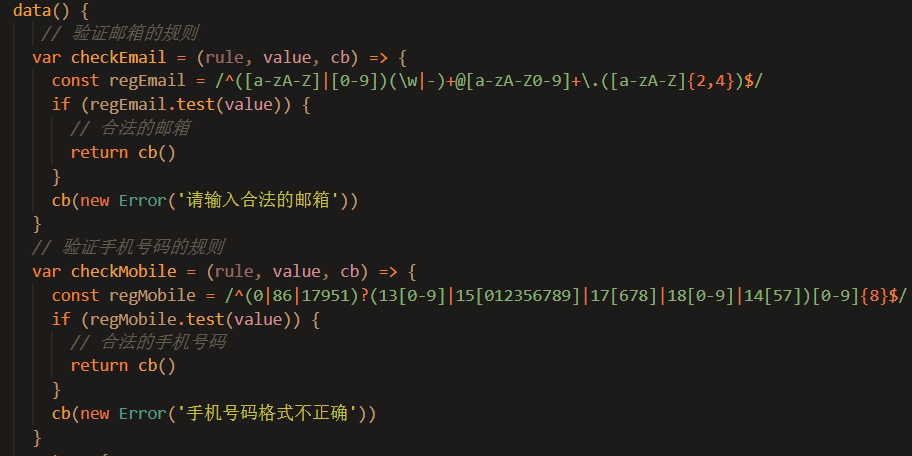 data() {
// 验证邮箱的规则
var checkEmail = (rule, value, cb) => {
const regEmail = /^([a-zA-Z]|[0-9])(\w|-)+@[a-zA-Z0-9]+\.([a-zA-Z]{2,4})$/
if (regEmail.test(value)) {
// 合法的邮箱
return cb()
}
cb(new Error('请输入合法的邮箱'))
}
// 验证手机号码的规则
var checkMobile = (rule, value, cb) => {
const regMobile = /^(0|86|17951)?(13[0-9]|15[012356789]|17[678]|18[0-9]|14[57])[0-9]{8}$/
if (regMobile.test(value)) {
// 合法的手机号码
return cb()
}
cb(new Error('手机号码格式不正确'))
}